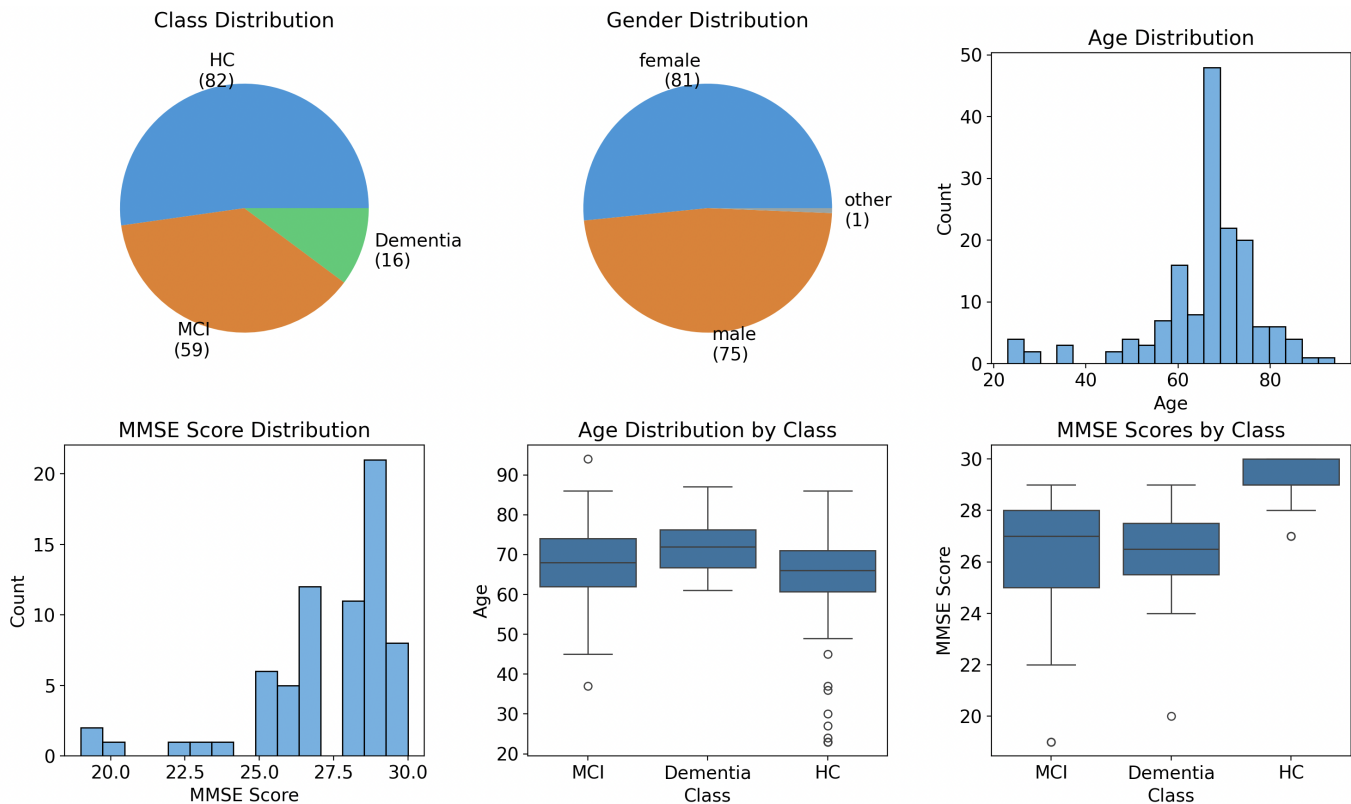 Class Distribution
HC
(82)
Dementia
(16)
MCI
(59)
Gender Distribution
female
(81)
other
(1)
male
(75)
Age Distribution
50
40
30
20
10
0
Count
20
40
60
80
Age
MMSE Score Distribution
20
15
10
5
0
Count
20.0
22.5
25.0
27.5
30.0
MMSE Score
Age Distribution by Class
90
80
70
60
50
40
30
20
Age
MCI
Dementia
HC
Class
MMSE Scores by Class
30
28
26
24
22
20
MMSE Score
MCI
Dementia
HC
Class